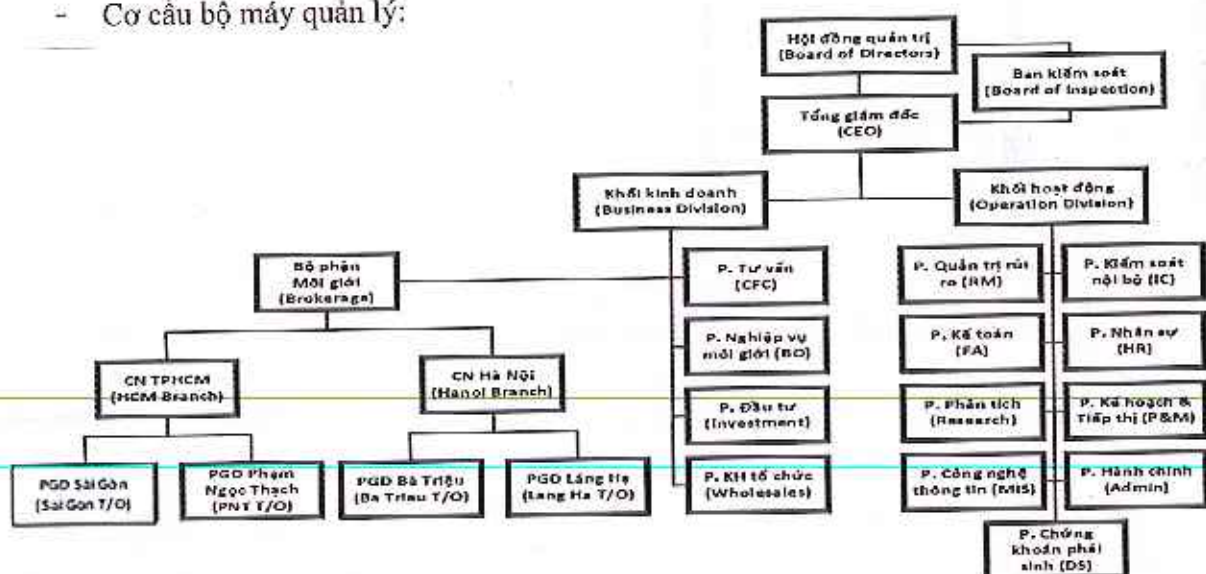 - Cơ cấu bộ máy quản lý:
Hội đồng quản trị
(Board of Directors)
Ban kiểm soát
(Board of Inspection)
Tổng giám đốc
(CEO)
Khối kinh doanh
(Business Division)
Khối hoạt động
(Operation Division)
Bộ phận
Môi giới
(Brokerage)
P. Tư vấn
(CFC)
P. Quản trị rủi
ro (RM)
P. Kiểm soát
nội bộ (IC)
P. Nghiệp vụ
môi giới (BO)
P. Kế toán
(FA)
P. Nhân sự
(HR)
CN TPHCM
(HCM Branch)
CN Hà Nội
(Hanoi Branch)
P. Đầu tư
(Investment)
P. Phân tích
(Research)
P. Kế hoạch &
Tiếp thị (P&M)
PGD Sài Gòn
(Sai Gon T/O)
PGD Phạm
Ngọc Thạch
(PNT T/O)
PGD Bà Triệu
(Ba Trieu T/O)
PGD Láng Hạ
(Lang Ha T/O)
P. KH tổ chức
(Wholesales)
P. Công nghệ
thông tin (MIS)
P. Hành chính
(Admin)
P. Chứng
khoán phái
sinh (DS)